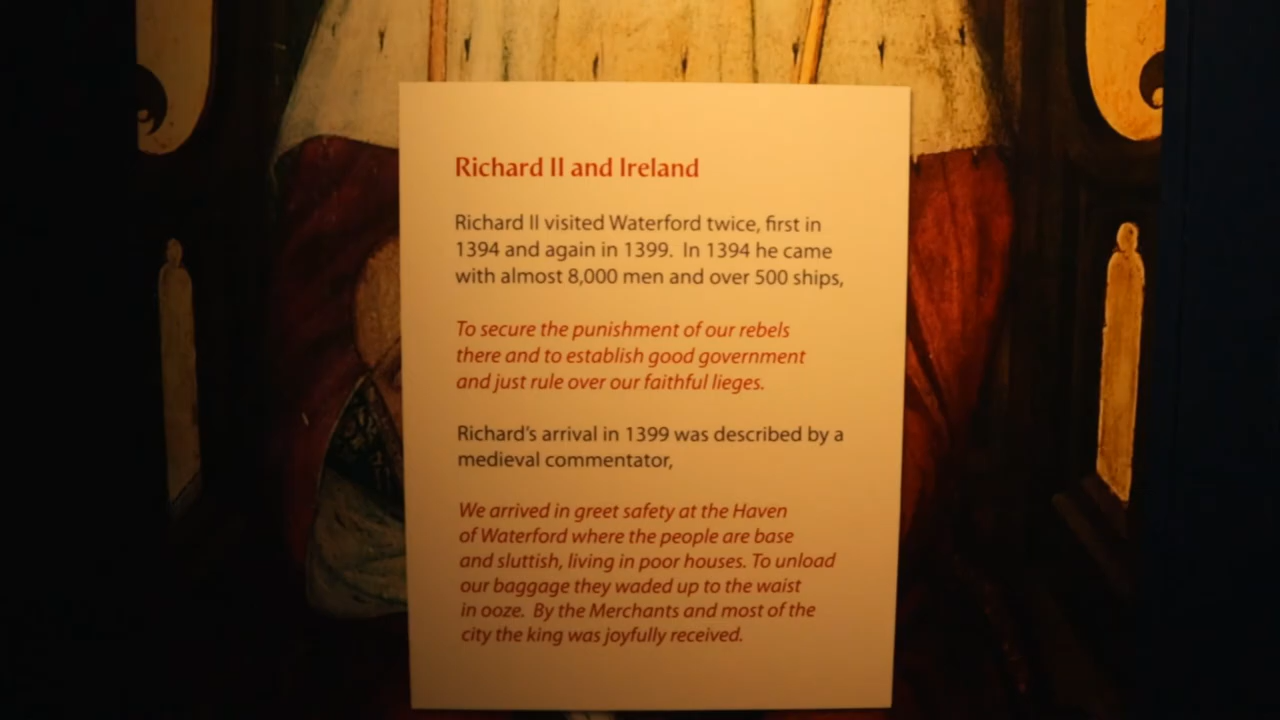 Richard II and Ireland
Richard II visited Waterford twice, first in
1394 and again in 1399. In 1394 he came
with almost 8,000 men and over 500 ships,
To secure the punishment of our rebels
there and to establish good government
and just rule over our faithful lieges.
Richard's arrival in 1399 was described by a
medieval commentator,
We arrived in greet safety at the Haven
of Waterford where the people are base
and sluttish, living in poor houses. To unload
our baggage they waded up to the waist
in ooze. By the Merchants and most of the
city the king was joyfully received.